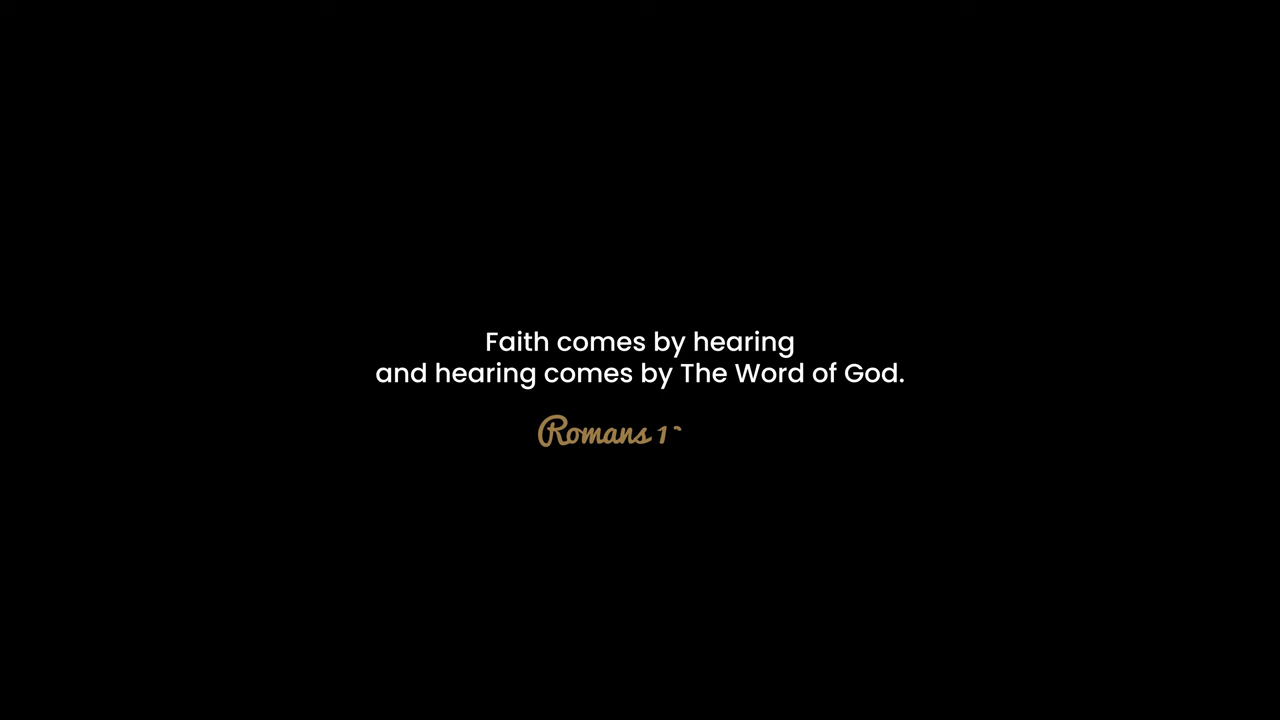 Faith comes by hearing
and hearing comes by The Word of God.
Romans 1